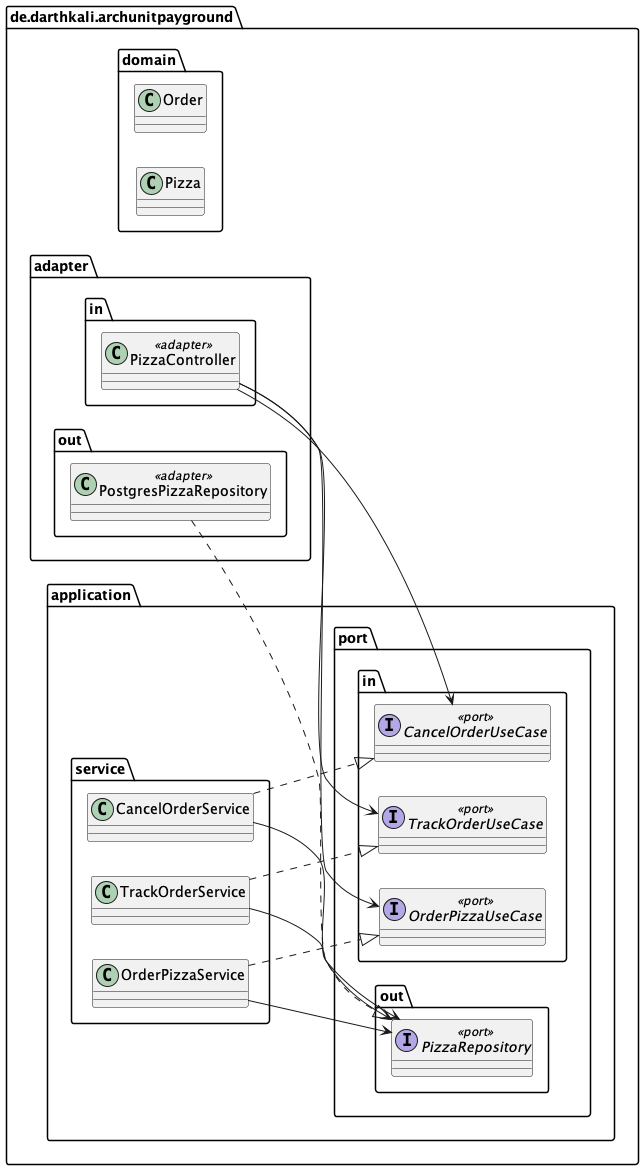 de.darthkali.archunitpayground
domain
C Order
C Pizza
adapter
in
«adapter»
C PizzaController
out
«adapter»
C PostgresPizzaRepository
application
port
in
«port»
I CancelOrderUseCase
service
C CancelOrderService
«port»
I TrackOrderUseCase
C TrackOrderService
«port»
I OrderPizzaUseCase
C OrderPizzaService
out
«port»
I PizzaRepository